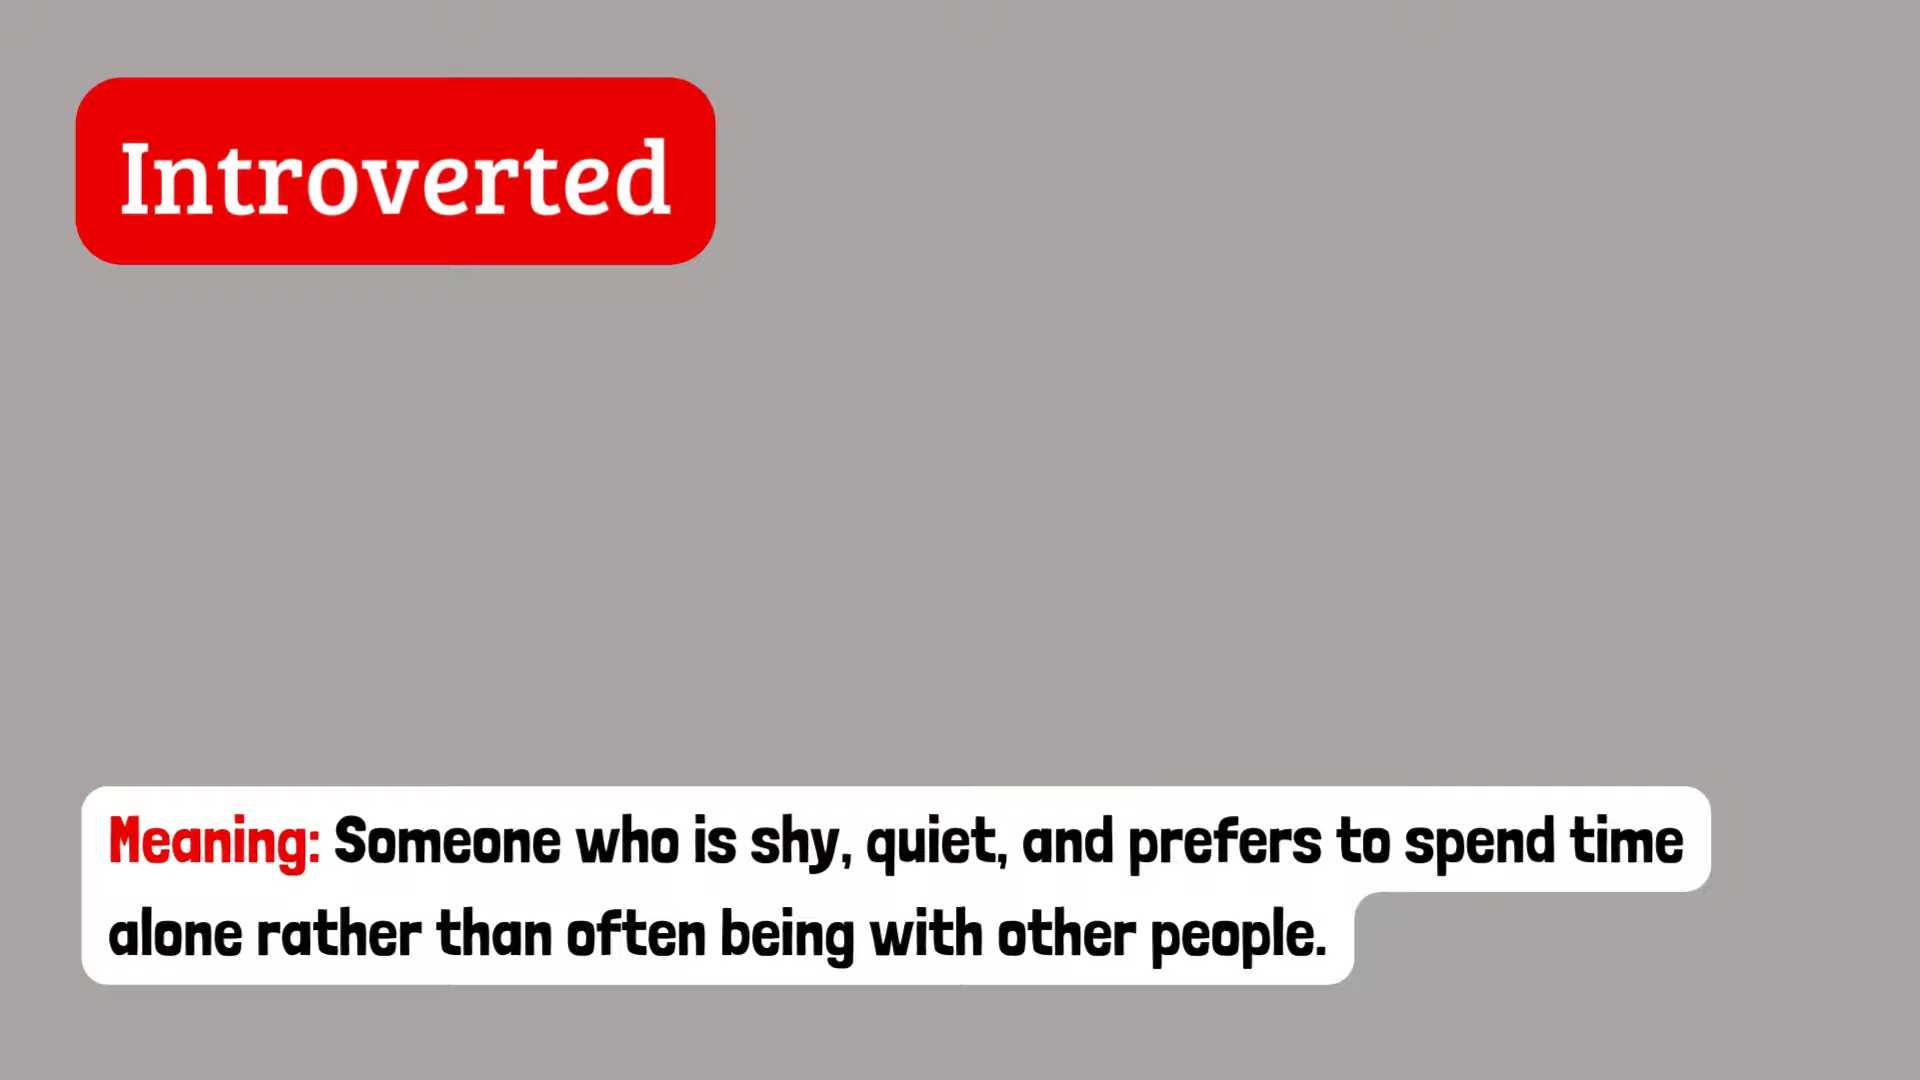 Introverted
Meaning: Someone who is shy, quiet, and prefers to spend time
alone rather than often being with other people.